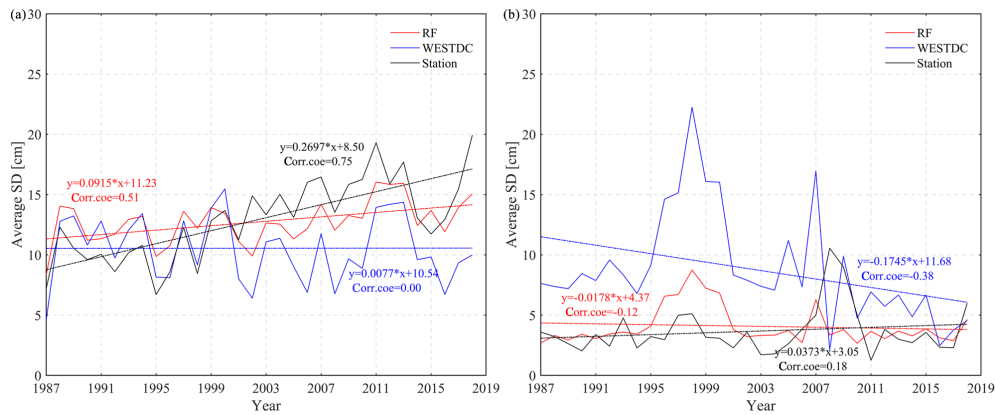 (a)
30
25
20
15
10
5
0
Average SD [cm]
RF
WESTDC
Station
y=0.2697*x+8.50
Corr.coe=0.75
y=0.0915*x+11.23
Corr.coe=0.51
y=0.0077*x+10.54
Corr.coe=0.00
1987 1991 1995 1999 2003 2007 2011 2015 2019
Year
(b)
30
25
20
15
10
5
0
Average SD [cm]
RF
WESTDC
Station
y=-0.1745*x+11.68
Corr.coe=-0.38
y=-0.0178*x+4.37
Corr.coe=-0.12
y=0.0373*x+3.05
Corr.coe=0.18
1987 1991 1995 1999 2003 2007 2011 2015 2019
Year